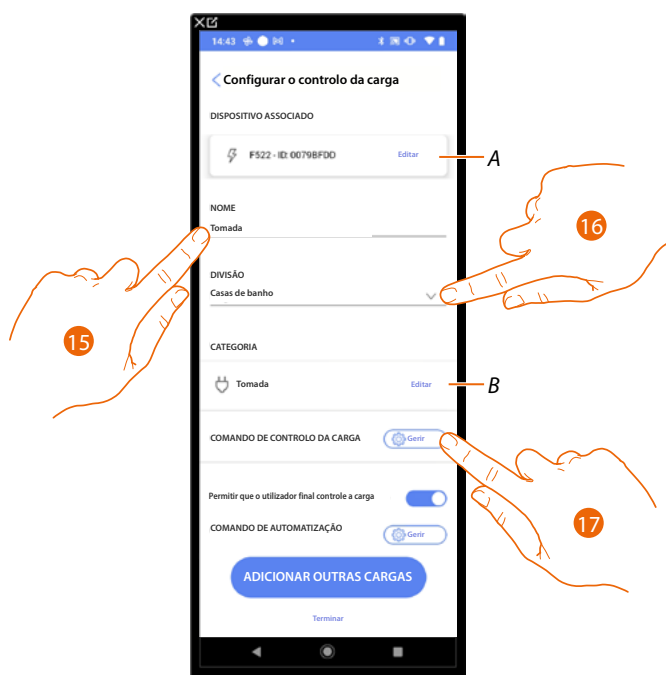 14:43
Configurar o controlo da carga
DISPOSITIVO ASSOCIADO
F522 - ID: 0079BFDD
Editar
A
NOME
Tomada
16
DIVISÃO
Casas de banho
15
CATEGORIA
Tomada
Editar
B
COMANDO DE CONTROLO DA CARGA
Gerir
Permitir que o utilizador final controle a carga
17
COMANDO DE AUTOMATIZAÇÃO
Gerir
ADICIONAR OUTRAS CARGAS
Terminar